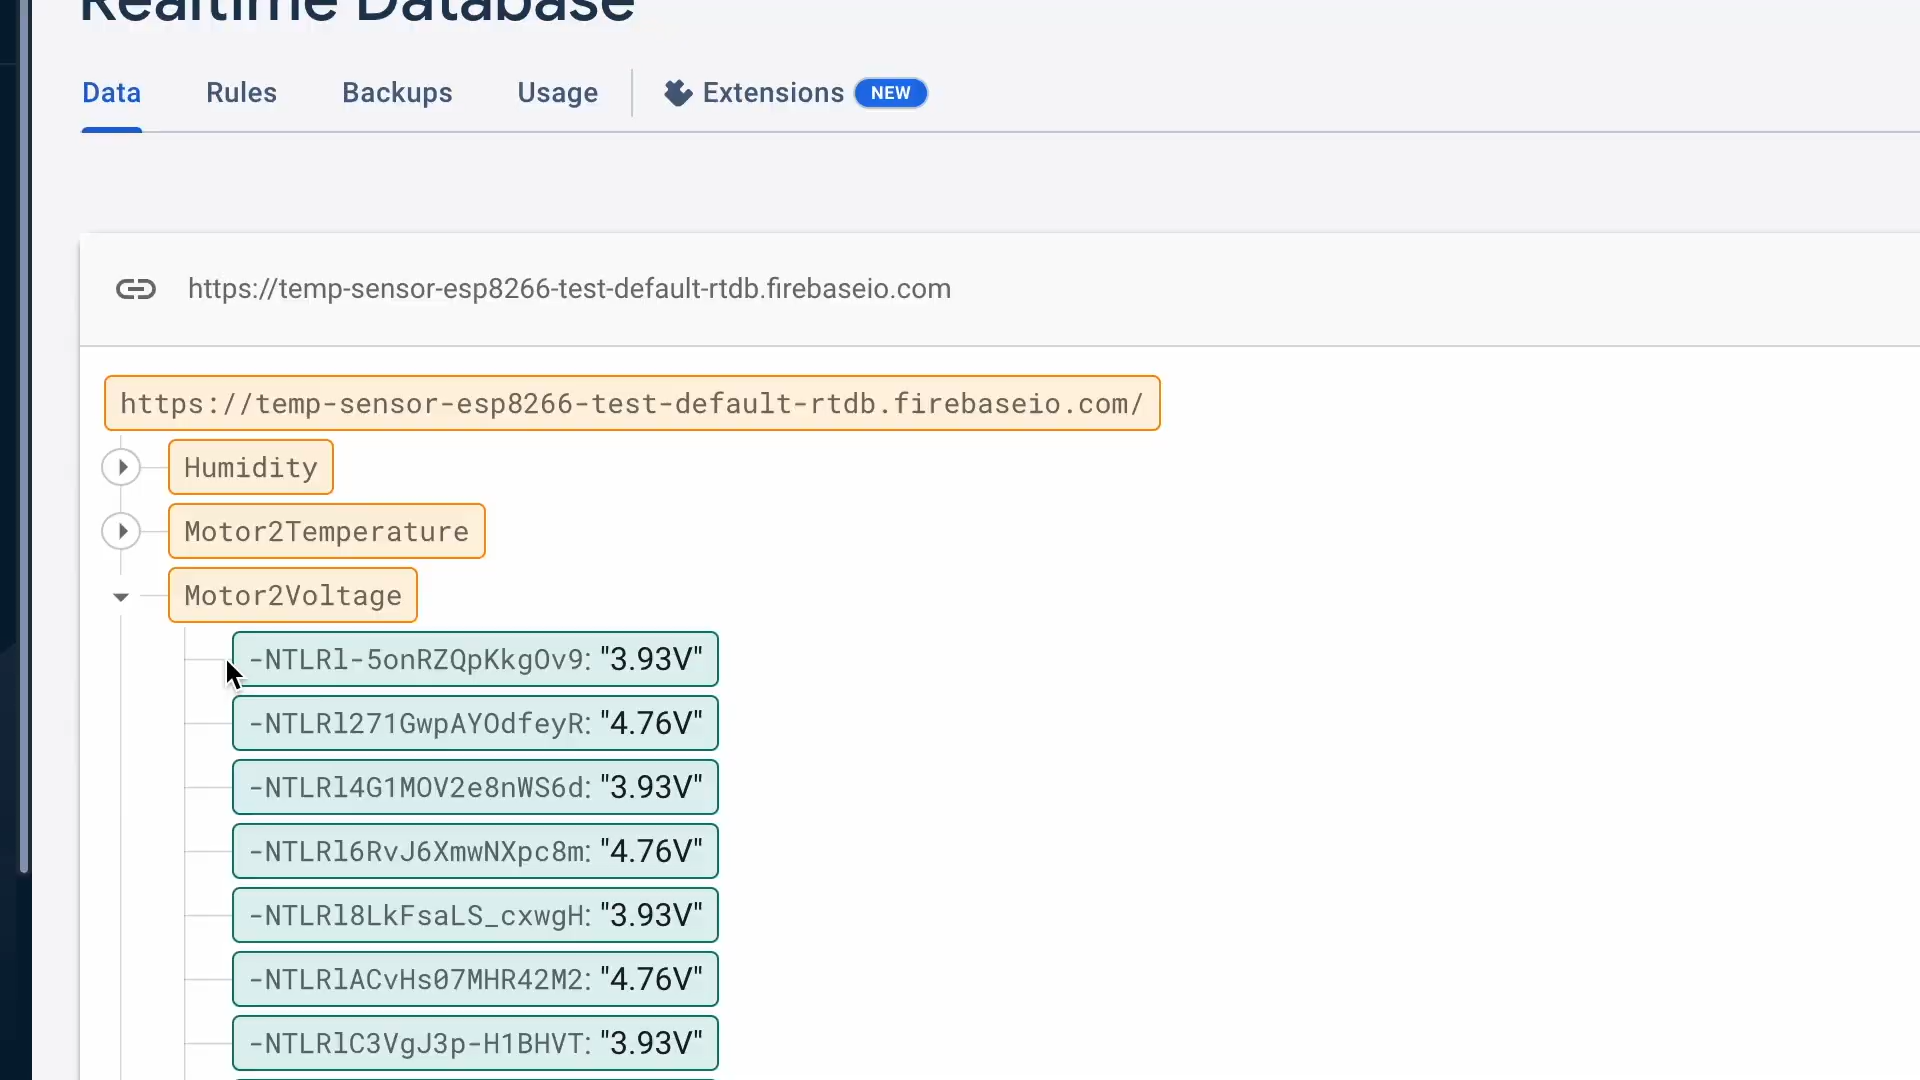 Realtime Database
Data Rules Backups Usage Extensions NEW
https://temp-sensor-esp8266-test-default-rtdb.firebaseio.com
https://temp-sensor-esp8266-test-default-rtdb.firebaseio.com/
Humidity
Motor2Temperature
Motor2Voltage
-NTLRl-5onRZQpKkgOv9: "3.93V"
-NTLRl271GwpAYOdfeyR: "4.76V"
-NTLRl4G1MOV2e8nWS6d: "3.93V"
-NTLRl6RvJ6XmwNXpc8m: "4.76V"
-NTLRl8LkFsaLS_cxwgH: "3.93V"
-NTLRlACvHs07MHR42M2: "4.76V"
-NTLRlC3VgJ3p-H1BHVT: "3.93V"